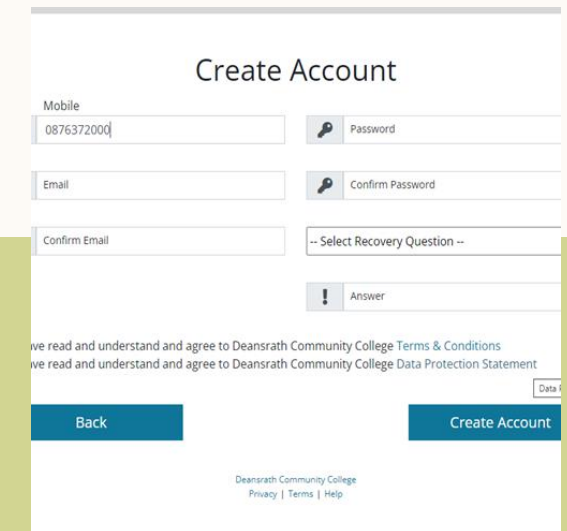 Create Account
Mobile
0876372000
Password
Email
Confirm Password
Confirm Email
-- Select Recovery Question --
Answer
read and understand and agree to Deansrath Community College Terms & Conditions
read and understand and agree to Deansrath Community College Data Protection Statement
Data
Back
Create Account
Deansrath Community College
Privacy | Terms | Help